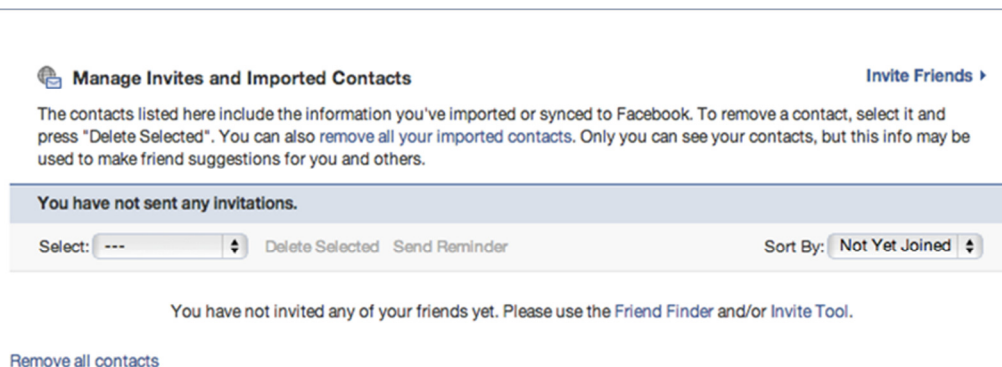 Manage Invites and Imported Contacts
Invite Friends
The contacts listed here include the information you've imported or synced to Facebook. To remove a contact, select it and
press "Delete Selected". You can also remove all your imported contacts. Only you can see your contacts, but this info may be
used to make friend suggestions for you and others.
You have not sent any invitations.
Select: --- Delete Selected Send Reminder Sort By: Not Yet Joined
You have not invited any of your friends yet. Please use the Friend Finder and/or Invite Tool.
Remove all contacts